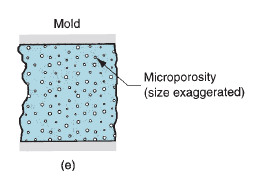 Mold
Microporosity
(size exaggerated)
(e)